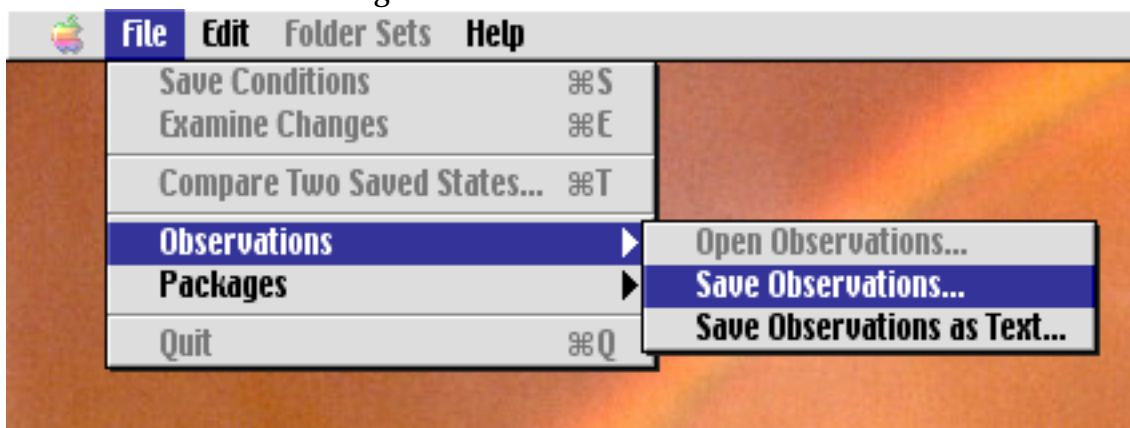 File Edit Folder Sets Help
Save Conditions ⌘S
Examine Changes ⌘E
Compare Two Saved States... ⌘T
Observations
Packages
Quit ⌘Q
Open Observations...
Save Observations...
Save Observations as Text...